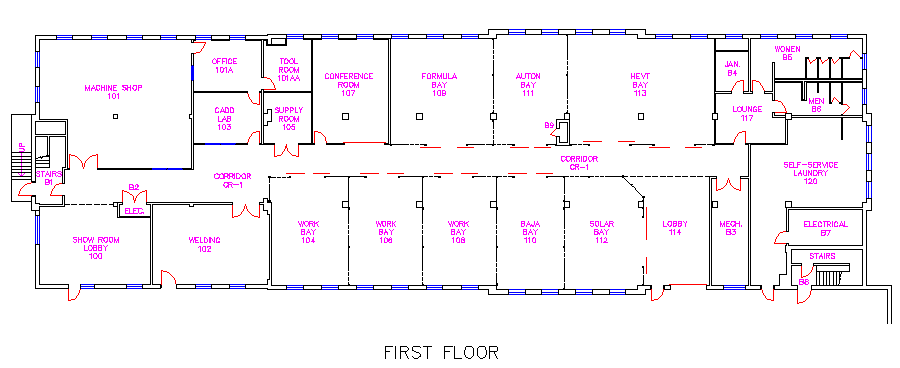 WOMEN
B5
OFFICE
101A
TOOL
ROOM
101AA
JAN.
B4
CONFERENCE
ROOM
107
FORMULA
BAY
109
AUTON
BAY
111
HEVT
BAY
113
MACHINE SHOP
101
CADD
LAB
103
SUPPLY
ROOM
105
MEN
B6
LOUNGE
117
B9
UP
CORRIDOR
CR-1
SELF-SERVICE
LAUNDRY
120
STAIRS
B1
CORRIDOR
CR-1
B2
ELEC.
WORK
BAY
104
WORK
BAY
106
WORK
BAY
108
BAJA
BAY
110
SOLAR
BAY
112
LOBBY
114
MECH.
B3
ELECTRICAL
B7
SHOW ROOM
LOBBY
100
WELDING
102
STAIRS
B8
FIRST FLOOR